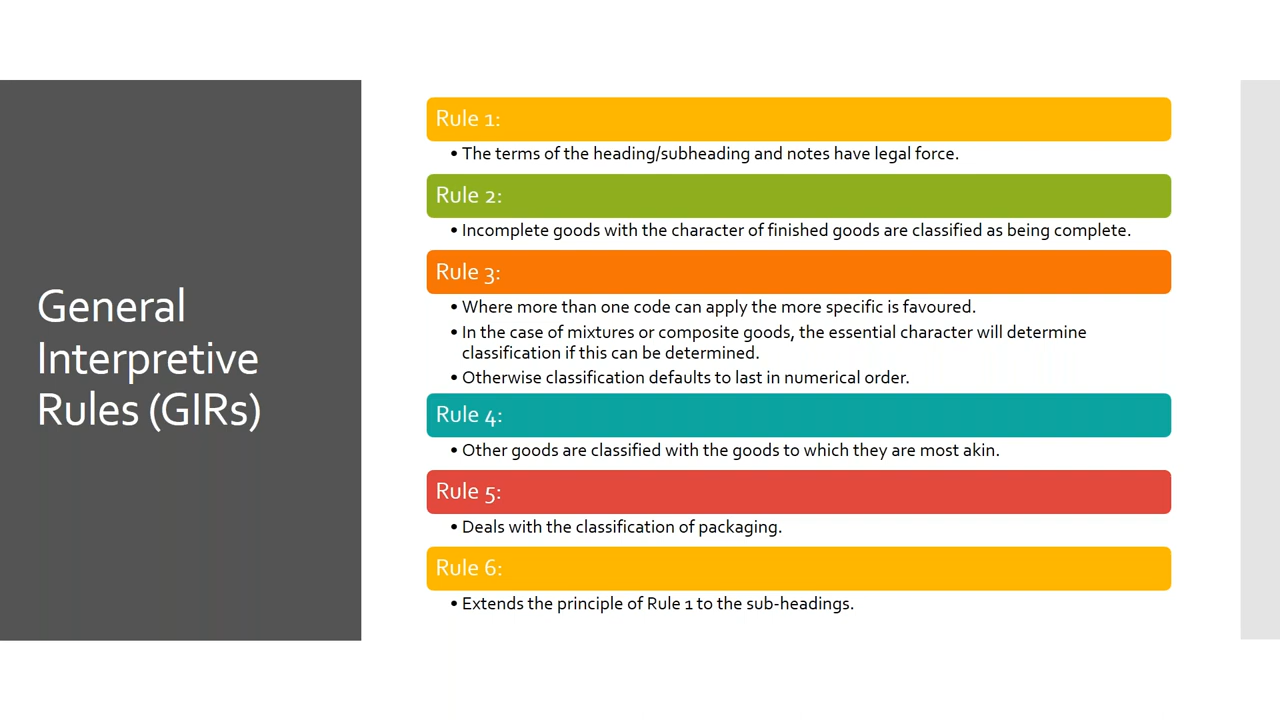 General
Interpretive
Rules (GIRs)
Rule 1:
• The terms of the heading/subheading and notes have legal force.
Rule 2:
• Incomplete goods with the character of finished goods are classified as being complete.
Rule 3:
• Where more than one code can apply the more specific is favoured.
• In the case of mixtures or composite goods, the essential character will determine
classification if this can be determined.
• Otherwise classification defaults to last in numerical order.
Rule 4:
• Other goods are classified with the goods to which they are most akin.
Rule 5:
• Deals with the classification of packaging.
Rule 6:
• Extends the principle of Rule 1 to the sub-headings.